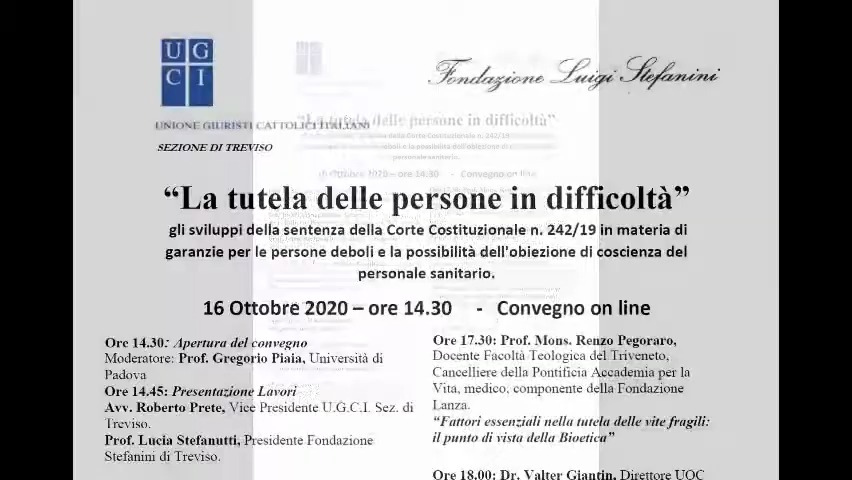 U G
C I
Fondazione Luigi Stefanini
UNIONE GIURISTI CATTOLICI ITALIANI
SEZIONE DI TREVISO
“La tutela delle persone in difficoltà”
gli sviluppi della sentenza della Corte Costituzionale n. 242/19 in materia di
garanzie per le persone deboli e la possibilità dell'obiezione di coscienza del
personale sanitario.
16 Ottobre 2020 – ore 14.30 - Convegno on line
Ore 14.30: Apertura del convegno
Moderatore: Prof. Gregorio Piaia, Università di
Padova
Ore 14.45: Presentazione Lavori
Avv. Roberto Prete, Vice Presidente U.G.C.I. Sez. di
Treviso.
Prof. Lucia Stefanutti, Presidente Fondazione
Stefanini di Treviso.
Ore 17.30: Prof. Mons. Renzo Pegoraro,
Docente Facoltà Teologica del Triveneto,
Cancelliere della Pontificia Accademia per la
Vita, medico, componente della Fondazione
Lanza.
“Fattori essenziali nella tutela delle vite fragili:
il punto di vista della Bioetica”
Ore 18.00: Dr. Valter Giantin, Direttore UOC